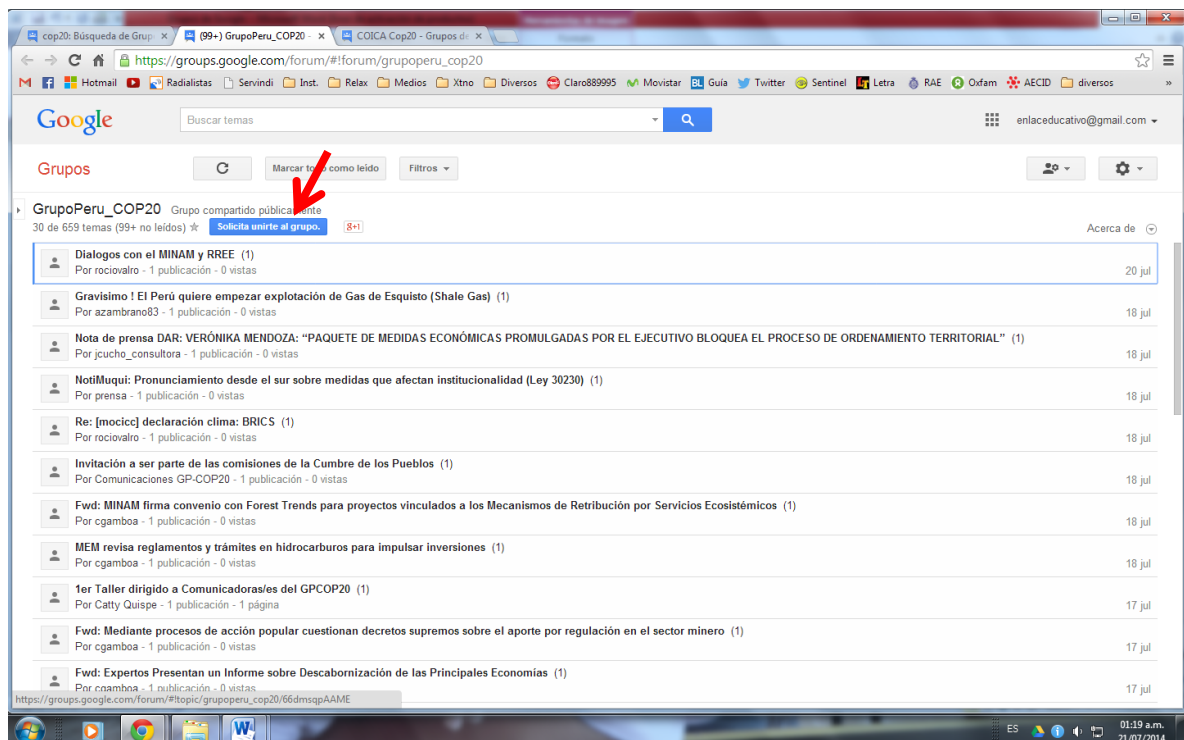 cop20: Búsqueda de Grup
(99+) GrupoPeru_COP20 -
COICA Cop20 - Grupos de
https://groups.google.com/forum/#!forum/grupoperu_cop20
Hotmail Radialistas Servindi Inst. Relax Medios Xtno Diversos Claro889995 Movistar BL Guía Twitter Sentinel Letra RAE Oxfam AECID diversos »
Google Buscar temas enlaceducativo@gmail.com
Grupos Marcar como leído Filtros
GrupoPeru_COP20 Grupo compartido
30 de 659 temas (99+ no leídos) Solicita unirte al grupo. g+1 Acerca de
Dialogos con el MINAM y RREE (1)
Por rociovalro - 1 publicación - 0 vistas 20 jul
Gravisimo ! El Perú quiere empezar explotación de Gas de Esquisto (Shale Gas) (1)
Por azambrano83 - 1 publicación - 0 vistas 18 jul
Nota de prensa DAR: VERÓNIKA MENDOZA: “PAQUETE DE MEDIDAS ECONÓMICAS PROMULGADAS POR EL EJECUTIVO BLOQUEA EL PROCESO DE ORDENAMIENTO TERRITORIAL” (1)
Por jcucho_consultora - 1 publicación - 0 vistas 18 jul
NotiMuqui: Pronunciamiento desde el sur sobre medidas que afectan institucionalidad (Ley 30230) (1)
Por prensa - 1 publicación - 0 vistas 18 jul
Re: [mocicc] declaración clima: BRICS (1)
Por rociovalro - 1 publicación - 0 vistas 18 jul
Invitación a ser parte de las comisiones de la Cumbre de los Pueblos (1)
Por Comunicaciones GP-COP20 - 1 publicación - 0 vistas 18 jul
Fwd: MINAM firma convenio con Forest Trends para proyectos vinculados a los Mecanismos de Retribución por Servicios Ecosistémicos (1)
Por cgamboa - 1 publicación - 0 vistas 18 jul
MEM revisa reglamentos y trámites en hidrocarburos para impulsar inversiones (1)
Por cgamboa - 1 publicación - 0 vistas 18 jul
1er Taller dirigido a Comunicadoras/es del GPCOP20 (1)
Por Catty Quispe - 1 publicación - 1 página 17 jul
Fwd: Mediante procesos de acción popular cuestionan decretos supremos sobre el aporte por regulación en el sector minero (1)
Por cgamboa - 1 publicación - 0 vistas 17 jul
Fwd: Expertos Presentan un Informe sobre Descabornización de las Principales Economías (1)
Por cgamboa - 1 publicación - 0 vistas 17 jul
https://groups.google.com/forum/#!topic/grupoperu_cop20/66dmsqpAAME
ES 01:19 a.m.
21/07/2014